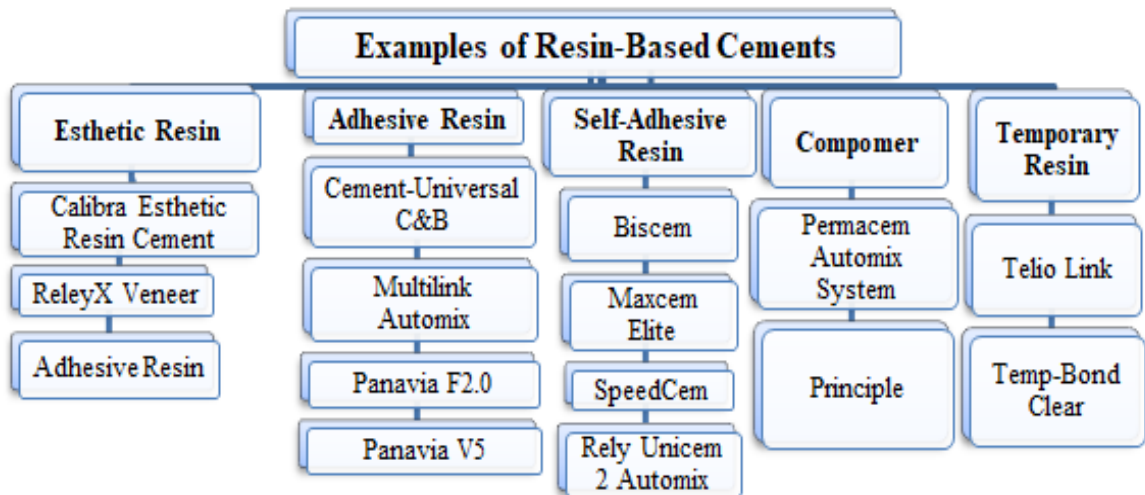 Examples of Resin-Based Cements
Esthetic Resin
Calibra Esthetic
Resin Cement
ReleyX Veneer
Adhesive Resin
Adhesive Resin
Cement-Universal
C&B
Multilink
Automix
Panavia F2.0
Panavia V5
Self-Adhesive
Resin
Biscem
Maxcem
Elite
SpeedCem
Rely Unicem
2 Automix
Compomer
Permacem
Automix
System
Principle
Temporary
Resin
Telio Link
Temp-Bond
Clear